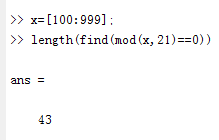 >> x=[100:999];
>> length(find(mod(x,21)==0))
ans =
43